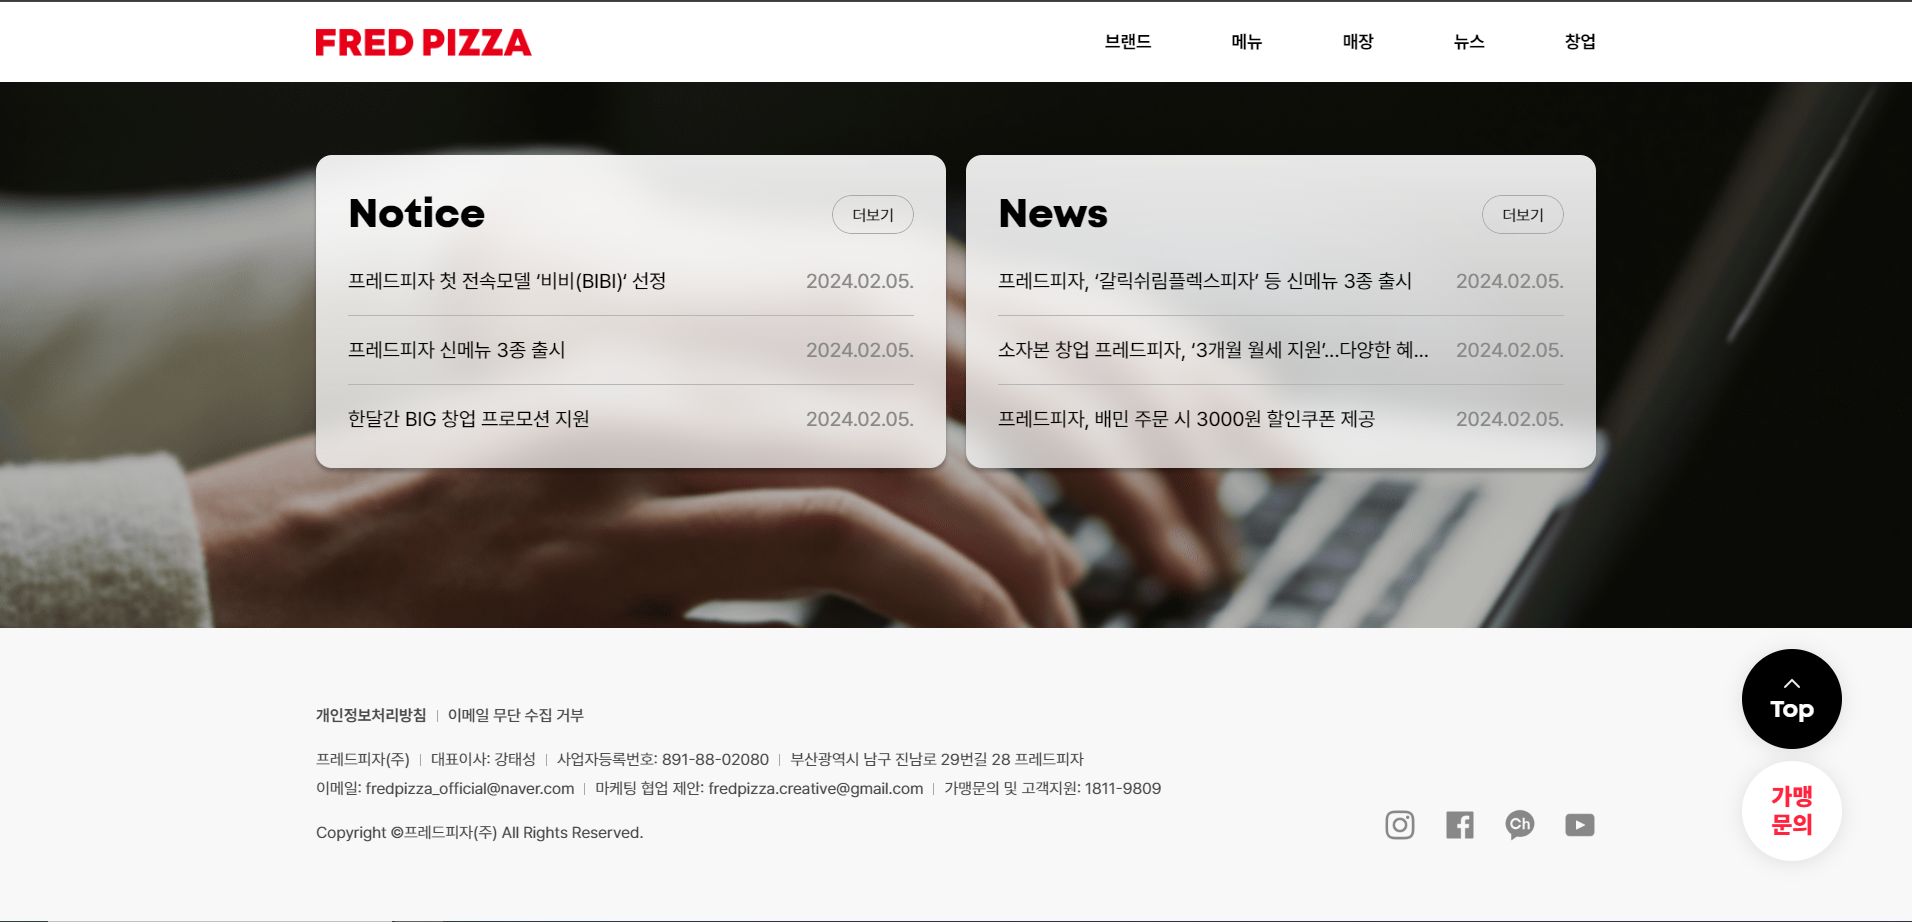 FRED PIZZA
브랜드 메뉴 매장 뉴스 창업
Notice
더보기
프레드피자 첫 전속모델 ‘비비(BIBI)‘ 선정 2024.02.05.
프레드피자 신메뉴 3종 출시 2024.02.05.
한달간 BIG 창업 프로모션 지원 2024.02.05.
News
더보기
프레드피자, ‘갈릭쉬림플렉스피자’ 등 신메뉴 3종 출시 2024.02.05.
소자본 창업 프레드피자, ‘3개월 월세 지원’...다양한 혜... 2024.02.05.
프레드피자, 배민 주문 시 3000원 할인쿠폰 제공 2024.02.05.
개인정보처리방침 | 이메일 무단 수집 거부
프레드피자(주) | 대표이사: 강태성 | 사업자등록번호: 891-88-02080 | 부산광역시 남구 진남로 29번길 28 프레드피자
이메일: fredpizza_official@naver.com | 마케팅 협업 제안: fredpizza.creative@gmail.com | 가맹문의 및 고객지원: 1811-9809
Copyright ©프레드피자(주) All Rights Reserved.
Ch
Top
가맹
문의